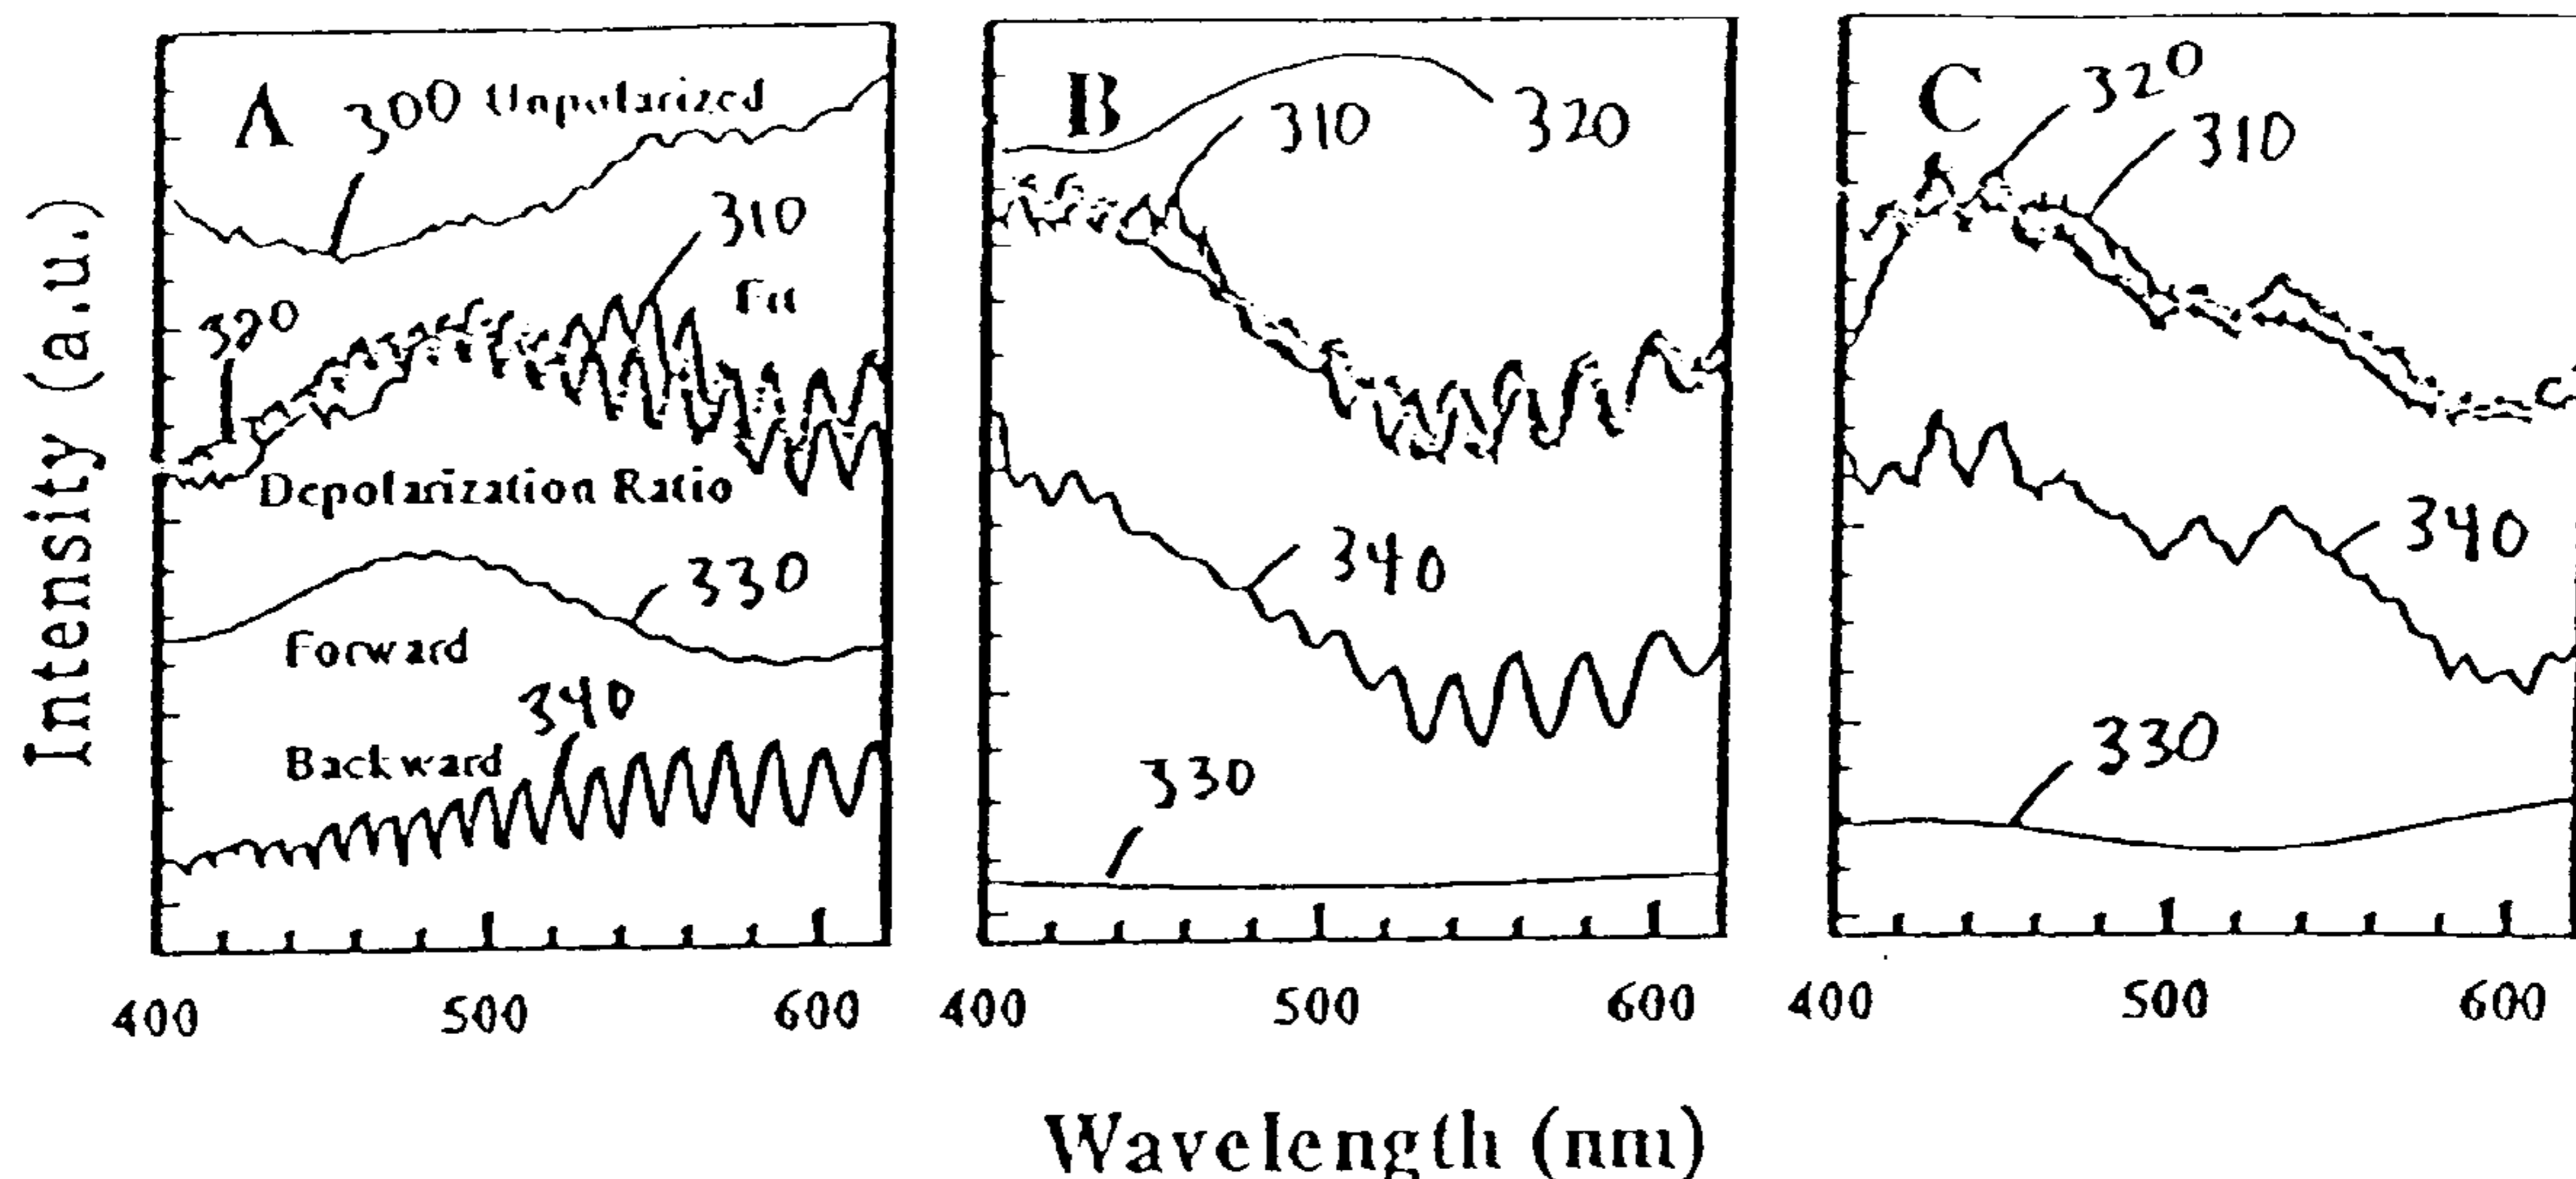 Intensity (a.u.)
A
300 Unpolarized
310
Fit
320
Depolarization Ratio
330
Forward
340
Backward
400 500 600
B
310
320
340
330
400 500 600
C
320
310
340
330
400 500 600
Wavelength (nm)